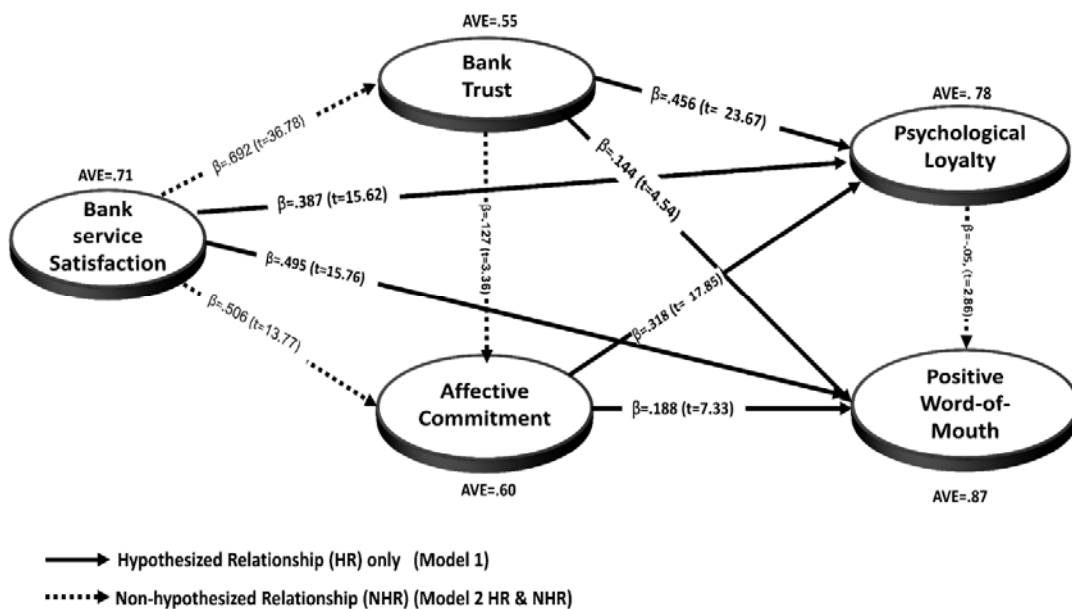 AVE=.55
Bank
Trust
AVE=. 78
Psychological
Loyalty
β=.456 (t= 23.67)
β=.692 (t=36.78)
β=.144 (t=4.54)
AVE=.71
Bank
service
Satisfaction
β=.387 (t=15.62)
β=.127 (t=3.36)
β=-.05, (t=2.86)
β=.495 (t=15.76)
β=.506 (t=13.77)
β=.318 (t= 17.85)
Affective
Commitment
AVE=.60
β=.188 (t=7.33)
Positive
Word-of-
Mouth
AVE=.87
Hypothesized Relationship (HR) only (Model 1)
Non-hypothesized Relationship (NHR) (Model 2 HR & NHR)